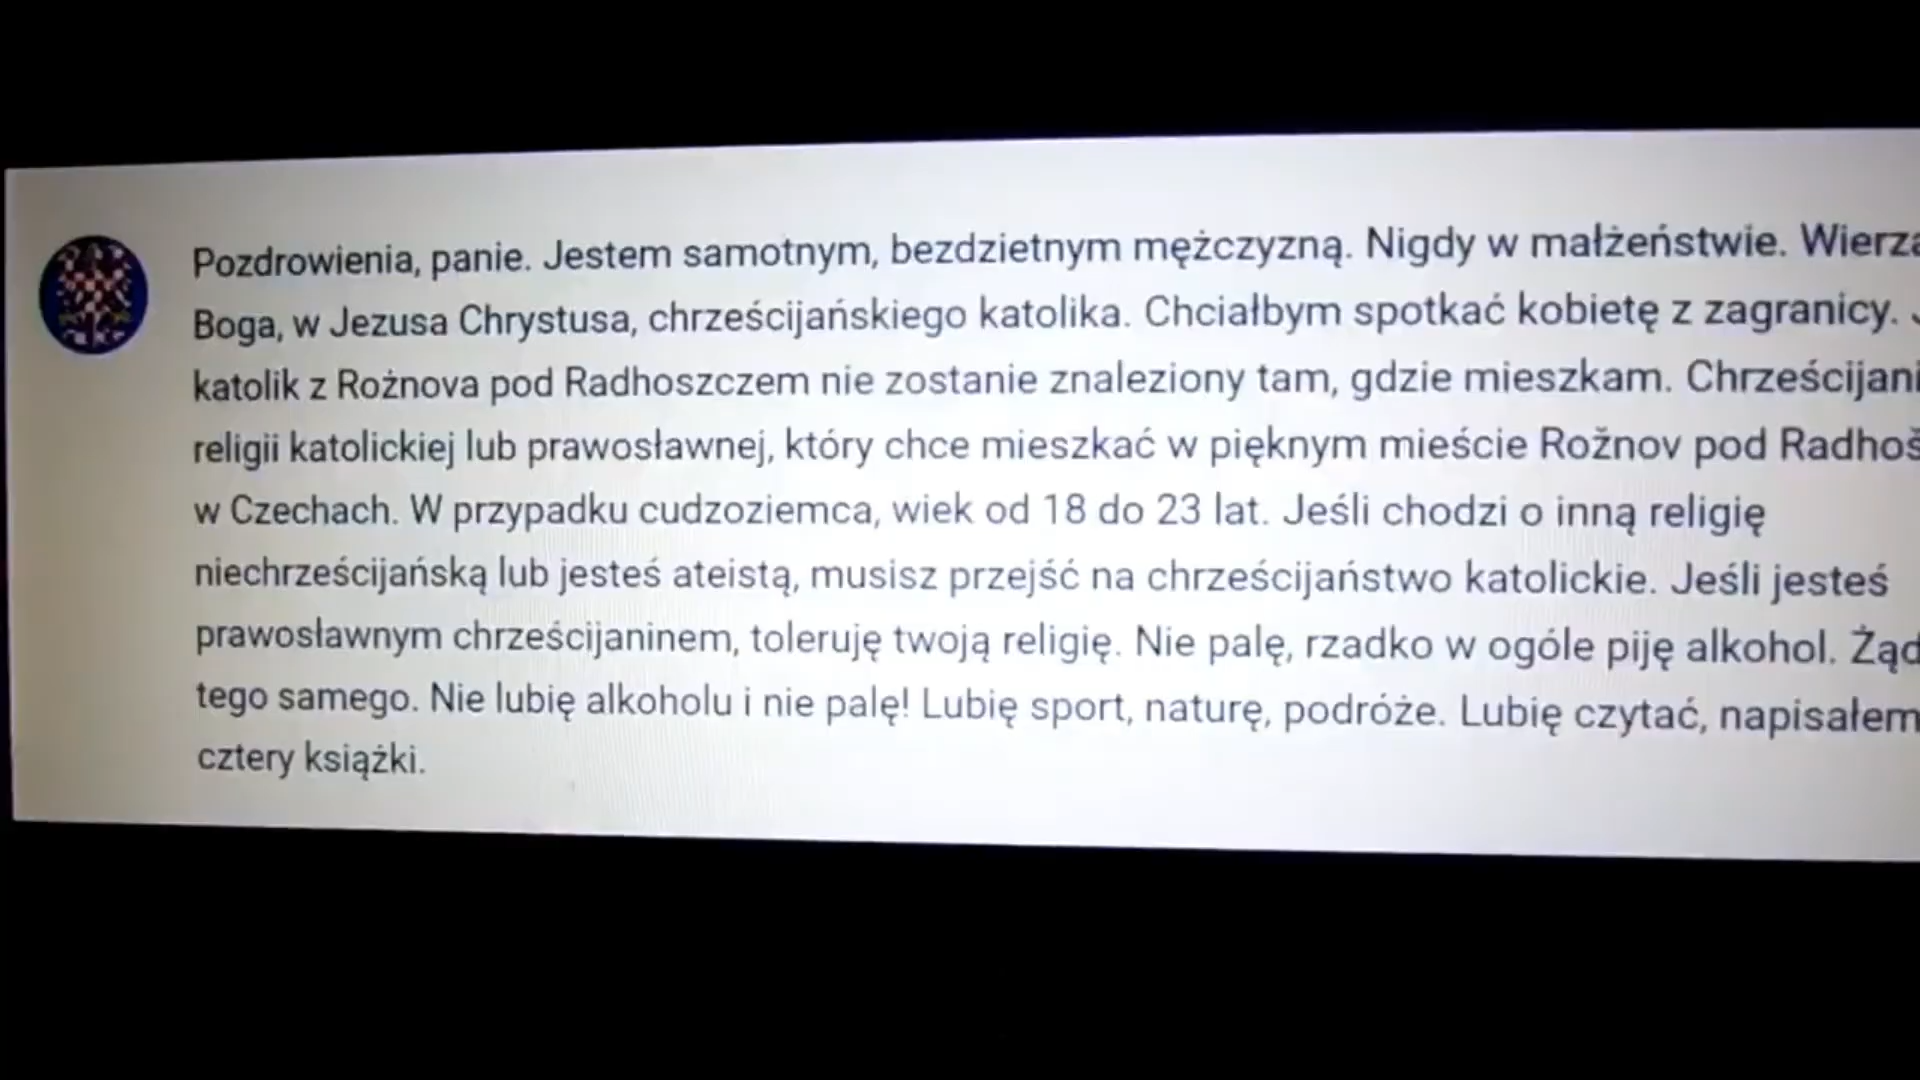 Pozdrowienia, panie. Jestem samotnym, bezdzietnym mężczyzną. Nigdy w małżeństwie.
Boga, w Jezusa Chrystusa, chrześcijańskiego katolika. Chciałbym spotkać kobietę z zagranicy.
katolik z Rożnova pod Radhoszczem nie zostanie znaleziony tam, gdzie mieszkam.
religii katolickiej lub prawosławnej, który chce mieszkać w pięknym mieście Rožnov pod
w Czechach. W przypadku cudzoziemca, wiek od 18 do 23 lat. Jeśli chodzi o inną religię
niechrześcijańską lub jesteś ateistą, musisz przejść na chrześcijaństwo katolickie. Jeśli jesteś
prawosławnym chrześcijaninem, toleruję twoją religię. Nie palę, rzadko w ogóle piję alkohol.
tego samego. Nie lubię alkoholu i nie palę! Lubię sport, naturę, podróże. Lubię czytać, napisałem
cztery książki.